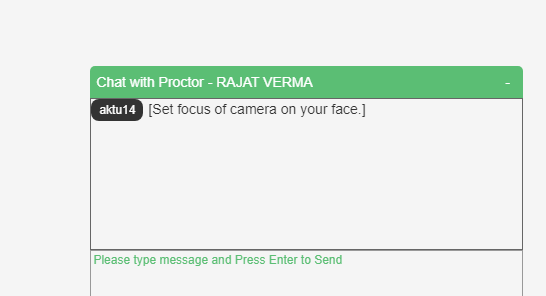 Chat with Proctor - RAJAT VERMA -
aktu14 [Set focus of camera on your face.]
Please type message and Press Enter to Send